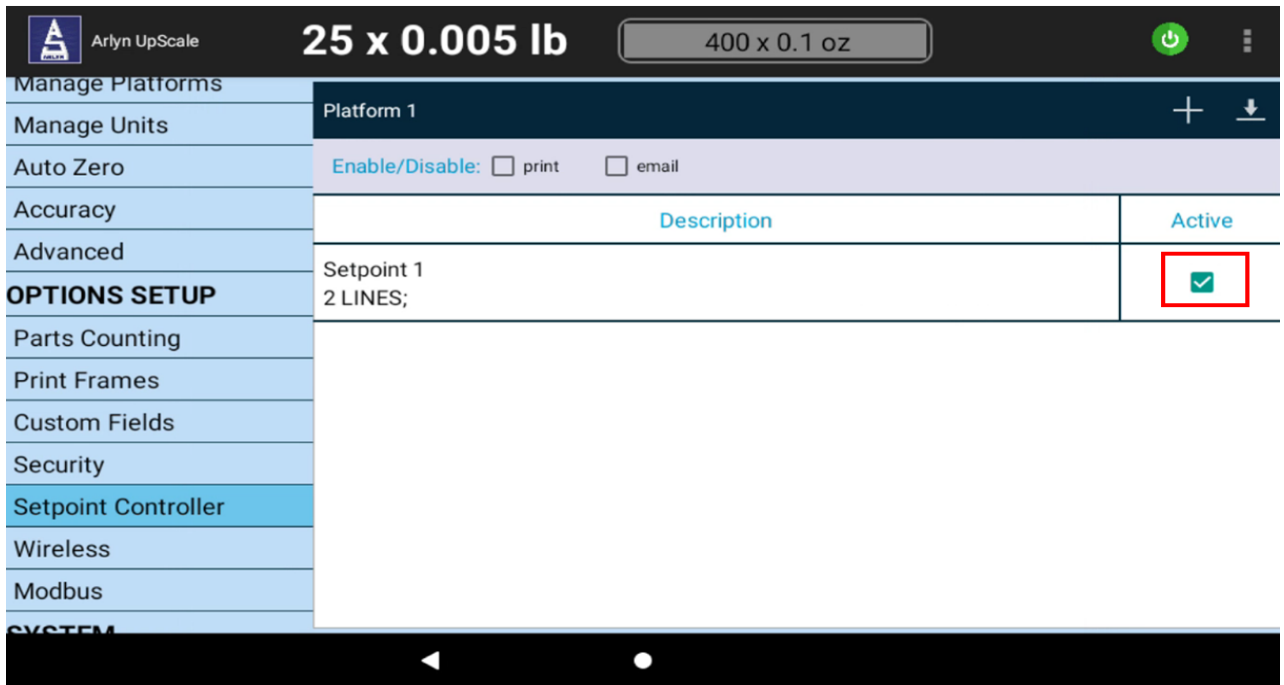 Arlyn UpScale
25 x 0.005 lb
400 x 0.1 oz
Manage Platforms
Manage Units
Auto Zero
Accuracy
Advanced
OPTIONS SETUP
Parts Counting
Print Frames
Custom Fields
Security
Setpoint Controller
Wireless
Modbus
SYSTEM
Platform 1
Enable/Disable: print email
Description Active
Setpoint 1
2 LINES;